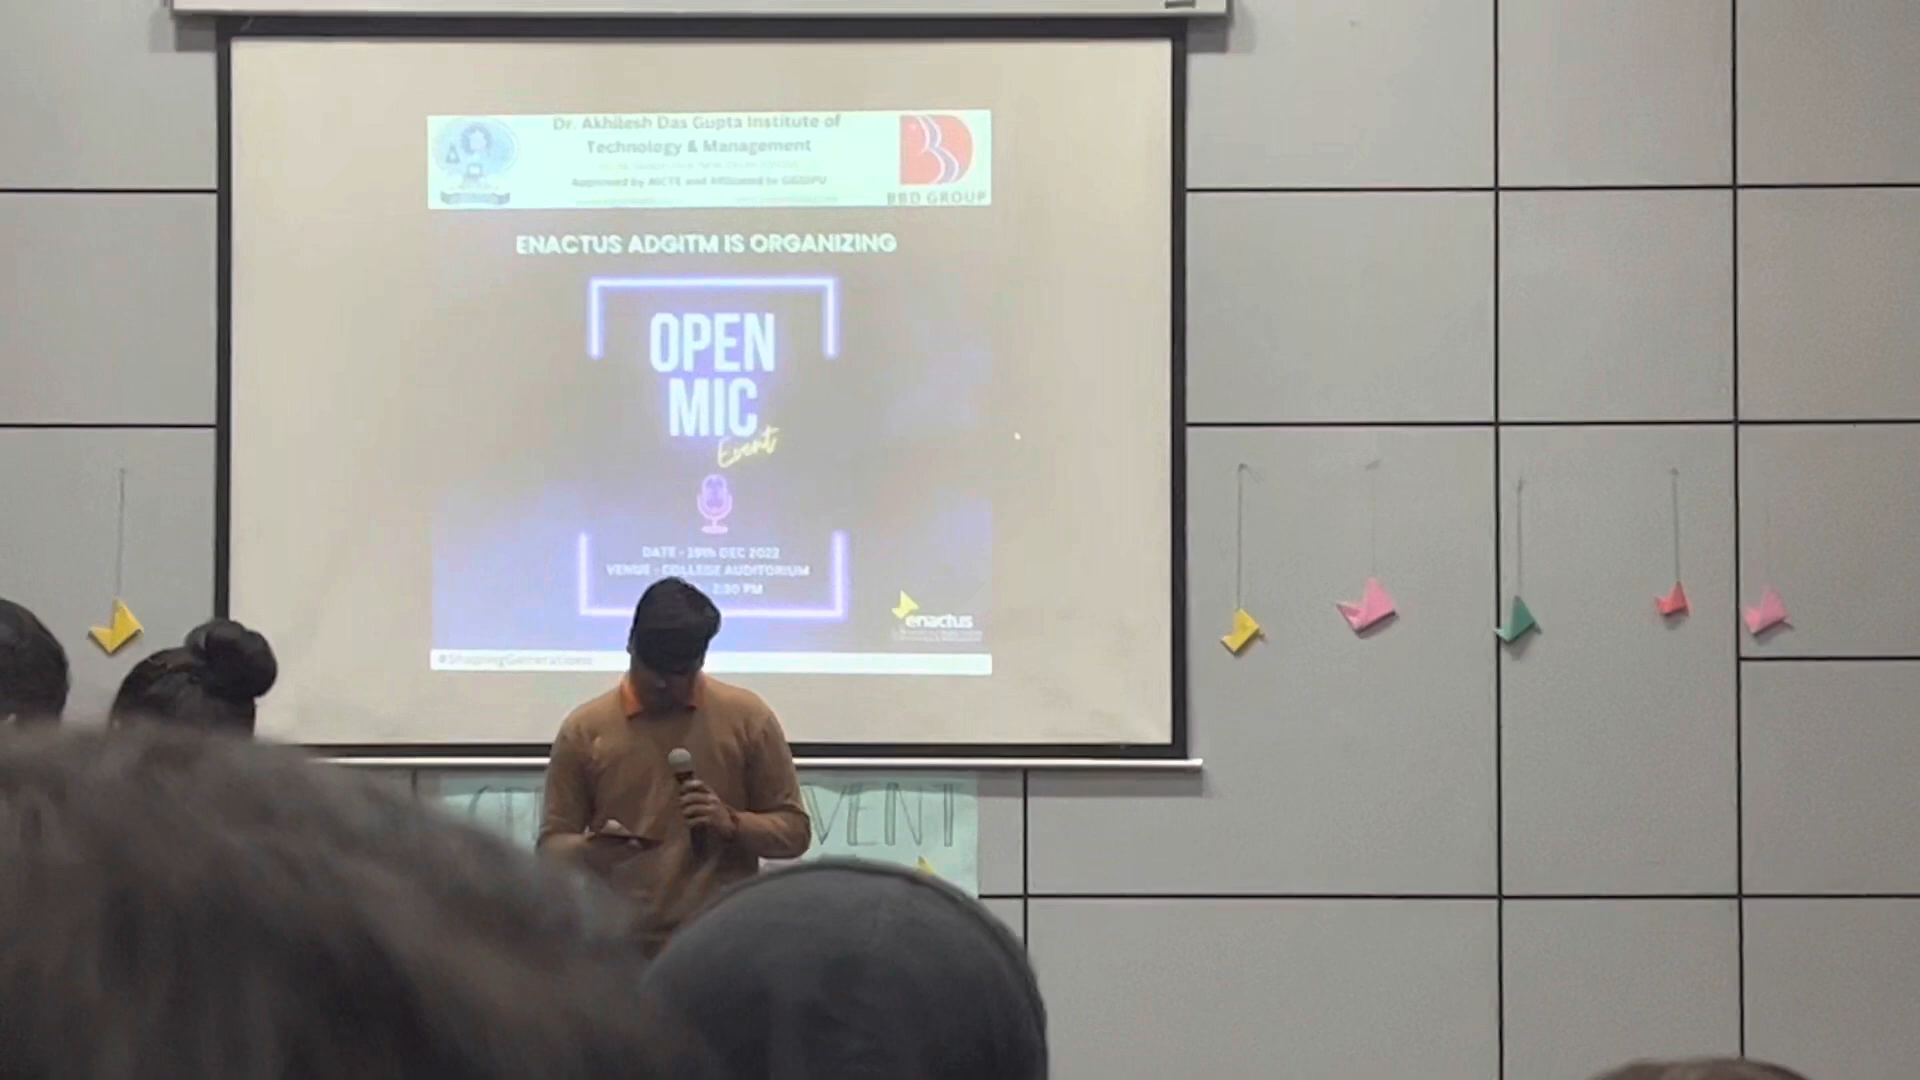 Dr. Akhilesh Das Gupta Institute of
Technology & Management
Approved by AICTE and Affiliated to GGSIPU
BBD GROUP
ENACTUS ADGITM IS ORGANIZING
OPEN
MIC
Event
DATE - 19th DEC 2022
VENUE - COLLEGE AUDITORIUM
2:30 PM
enactus
#ShapingGenerations
VENT